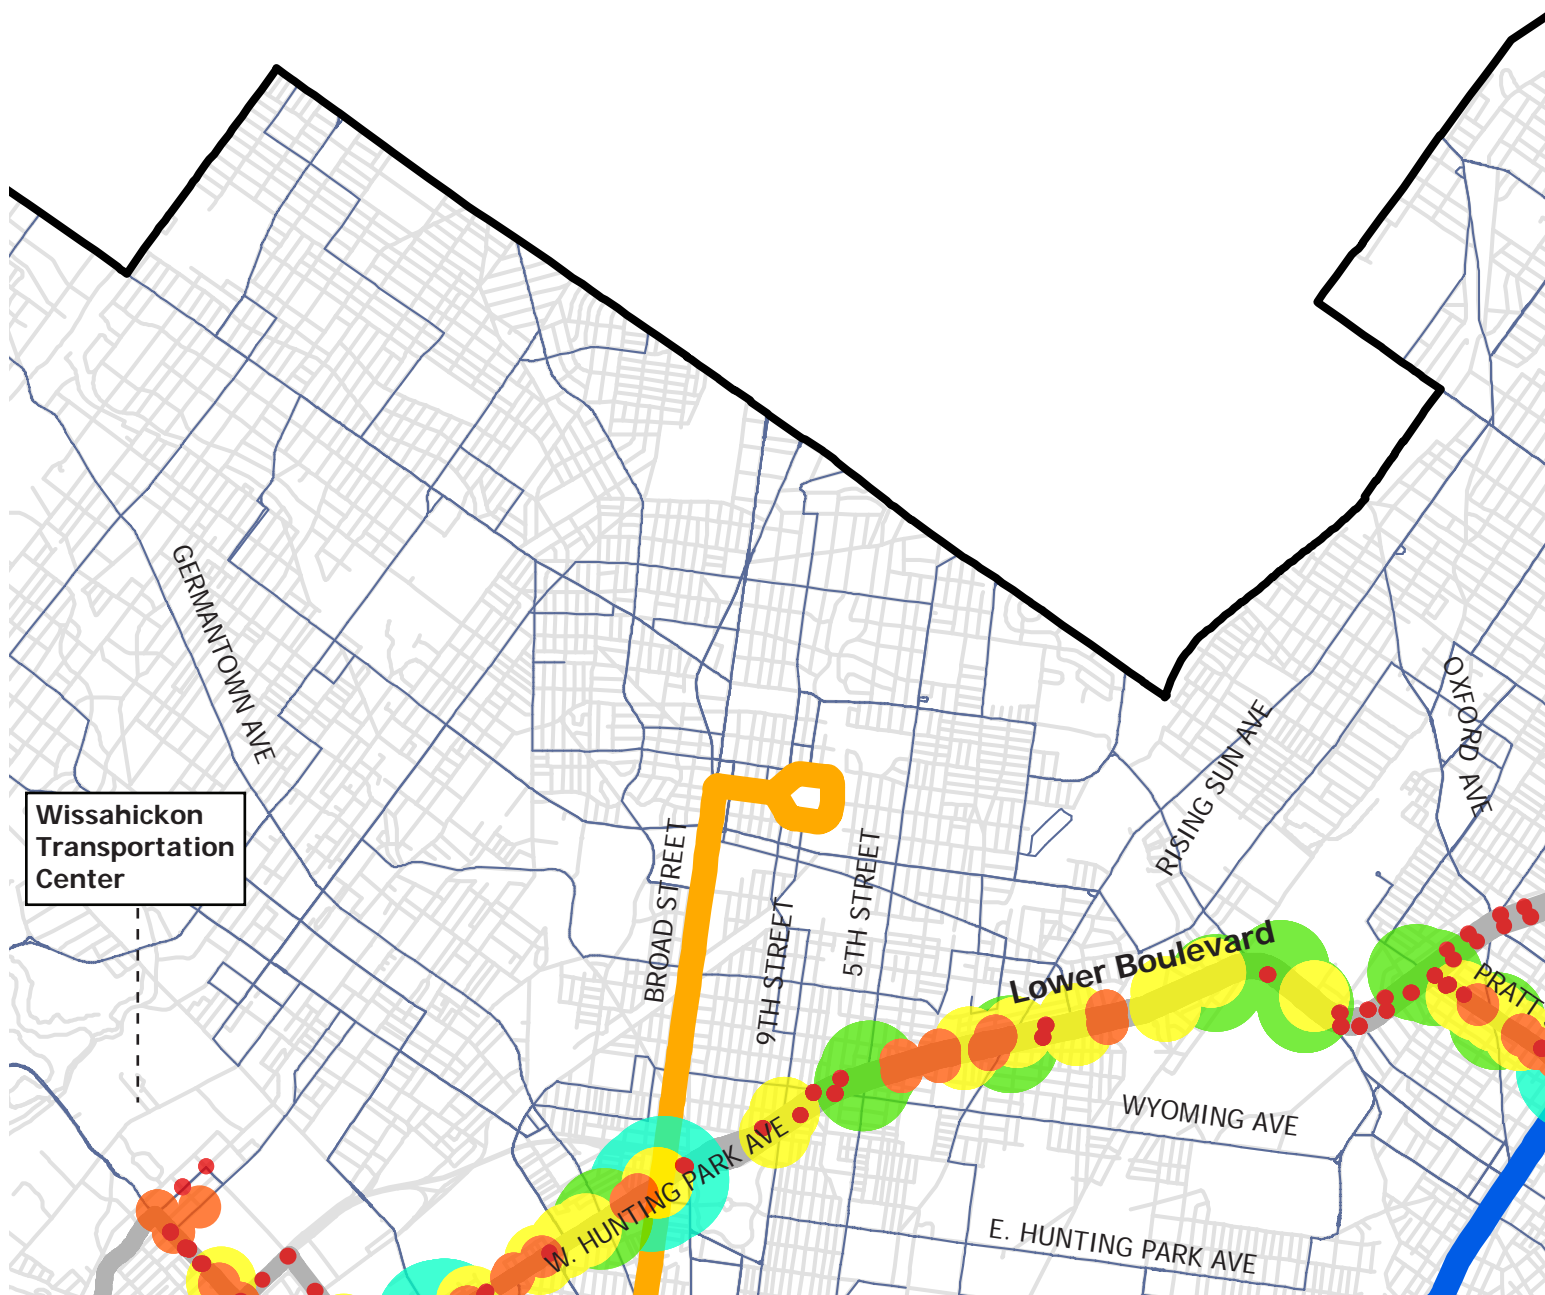 GERMANTOWN AVE
OXFORD AVE
RISING SUN AVE
Wissahickon
Transportation
Center
BROAD STREET
5TH STREET
9TH STREET
Lower Boulevard
PRATT
WYOMING AVE
W. HUNTING PARK AVE
E. HUNTING PARK AVE